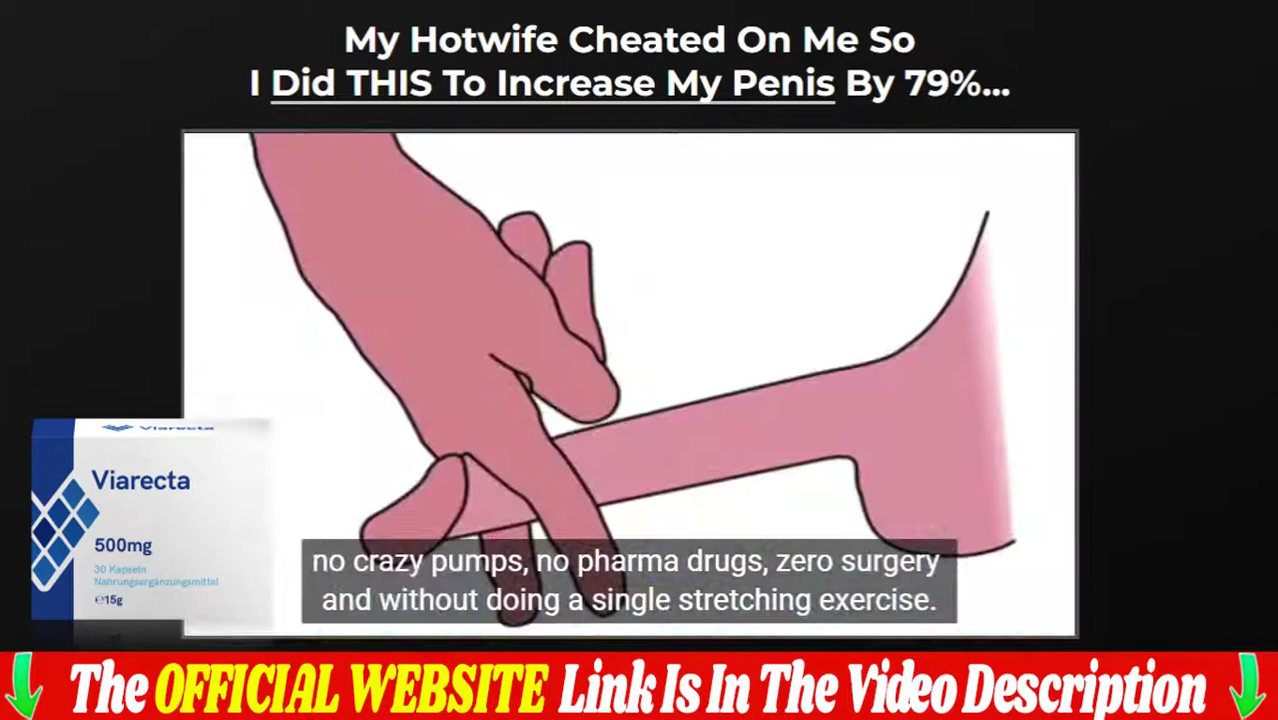 My Hotwife Cheated On Me So
I Did THIS To Increase My Penis By 79%...
Viarecta
Viarecta
500mg
30 Kapseln
Nahrungsergänzungsmittel
℮15g
no crazy pumps, no pharma drugs, zero surgery
and without doing a single stretching exercise.
The OFFICIAL WEBSITE Link Is In The Video Description